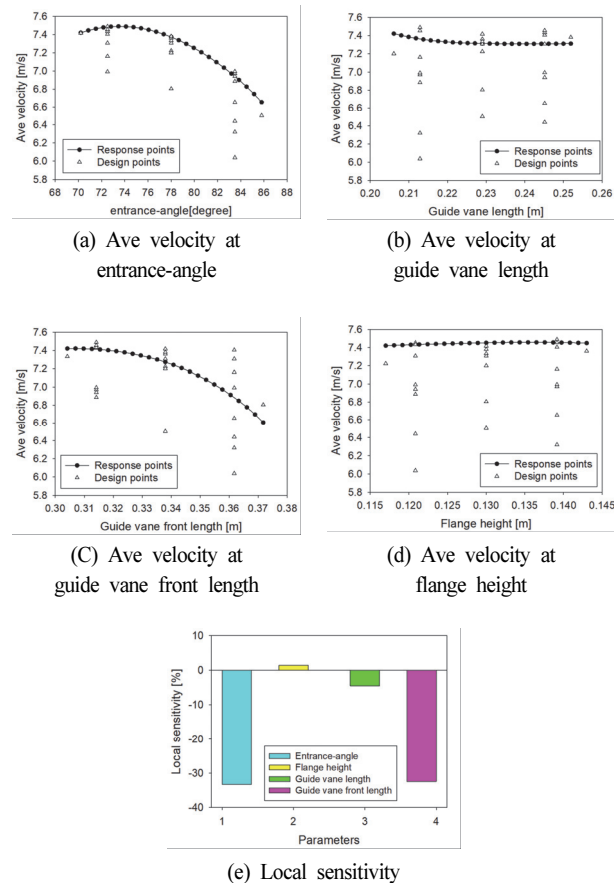 Ave velocity [m/s]
7.6
7.4
7.2
7.0
6.8
6.6
6.4
6.2
6.0
5.8
Response points
Design points
68 70 72 74 76 78 80 82 84 86 88
entrance-angle[degree]
(a) Ave velocity at
entrance-angle
Ave velocity [m/s]
7.6
7.4
7.2
7.0
6.8
6.6
6.4
6.2
6.0
5.8
Response points
Design points
0.20 0.21 0.22 0.23 0.24 0.25 0.26
Guide vane length [m]
(b) Ave velocity at
guide vane length
Ave velocity [m/s]
7.6
7.4
7.2
7.0
6.8
6.6
6.4
6.2
6.0
5.8
Response points
Design points
0.30 0.31 0.32 0.33 0.34 0.35 0.36 0.37 0.38
Guide vane front length [m]
(C) Ave velocity at
guide vane front length
Ave velocity [m/s]
7.6
7.4
7.2
7.0
6.8
6.6
6.4
6.2
6.0
5.8
Response points
Design points
0.115 0.120 0.125 0.130 0.135 0.140 0.145
Flange height [m]
(d) Ave velocity at
flange height
Local sensitivity [%]
10
0
-10
-20
-30
-40
Entrance-angle
Flange height
Guide vane length
Guide vane front length
1 2 3 4
Parameters
(e) Local sensitivity